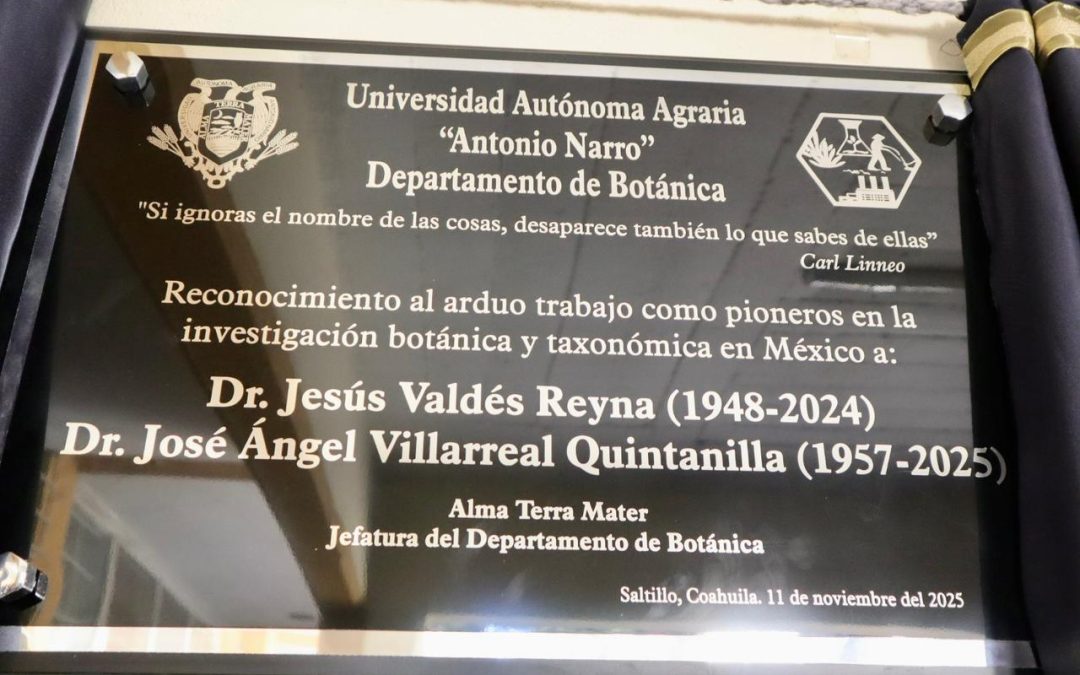 Universidad Autónoma Agraria
“Antonio Narro”
Departamento de Botánica
"Si ignoras el nombre de las cosas, desaparece también lo que sabes de ellas”
Carl Linneo
Reconocimiento al arduo trabajo como pioneros en la
investigación botánica y taxonómica en México a:
Dr. Jesús Valdés Reyna (1948-2024)
Dr. José Ángel Villarreal Quintanilla (1957-2025)
Alma Terra Mater
Jefatura del Departamento de Botánica
Saltillo, Coahuila. 11 de noviembre del 2025
ALMA TERRA MATER